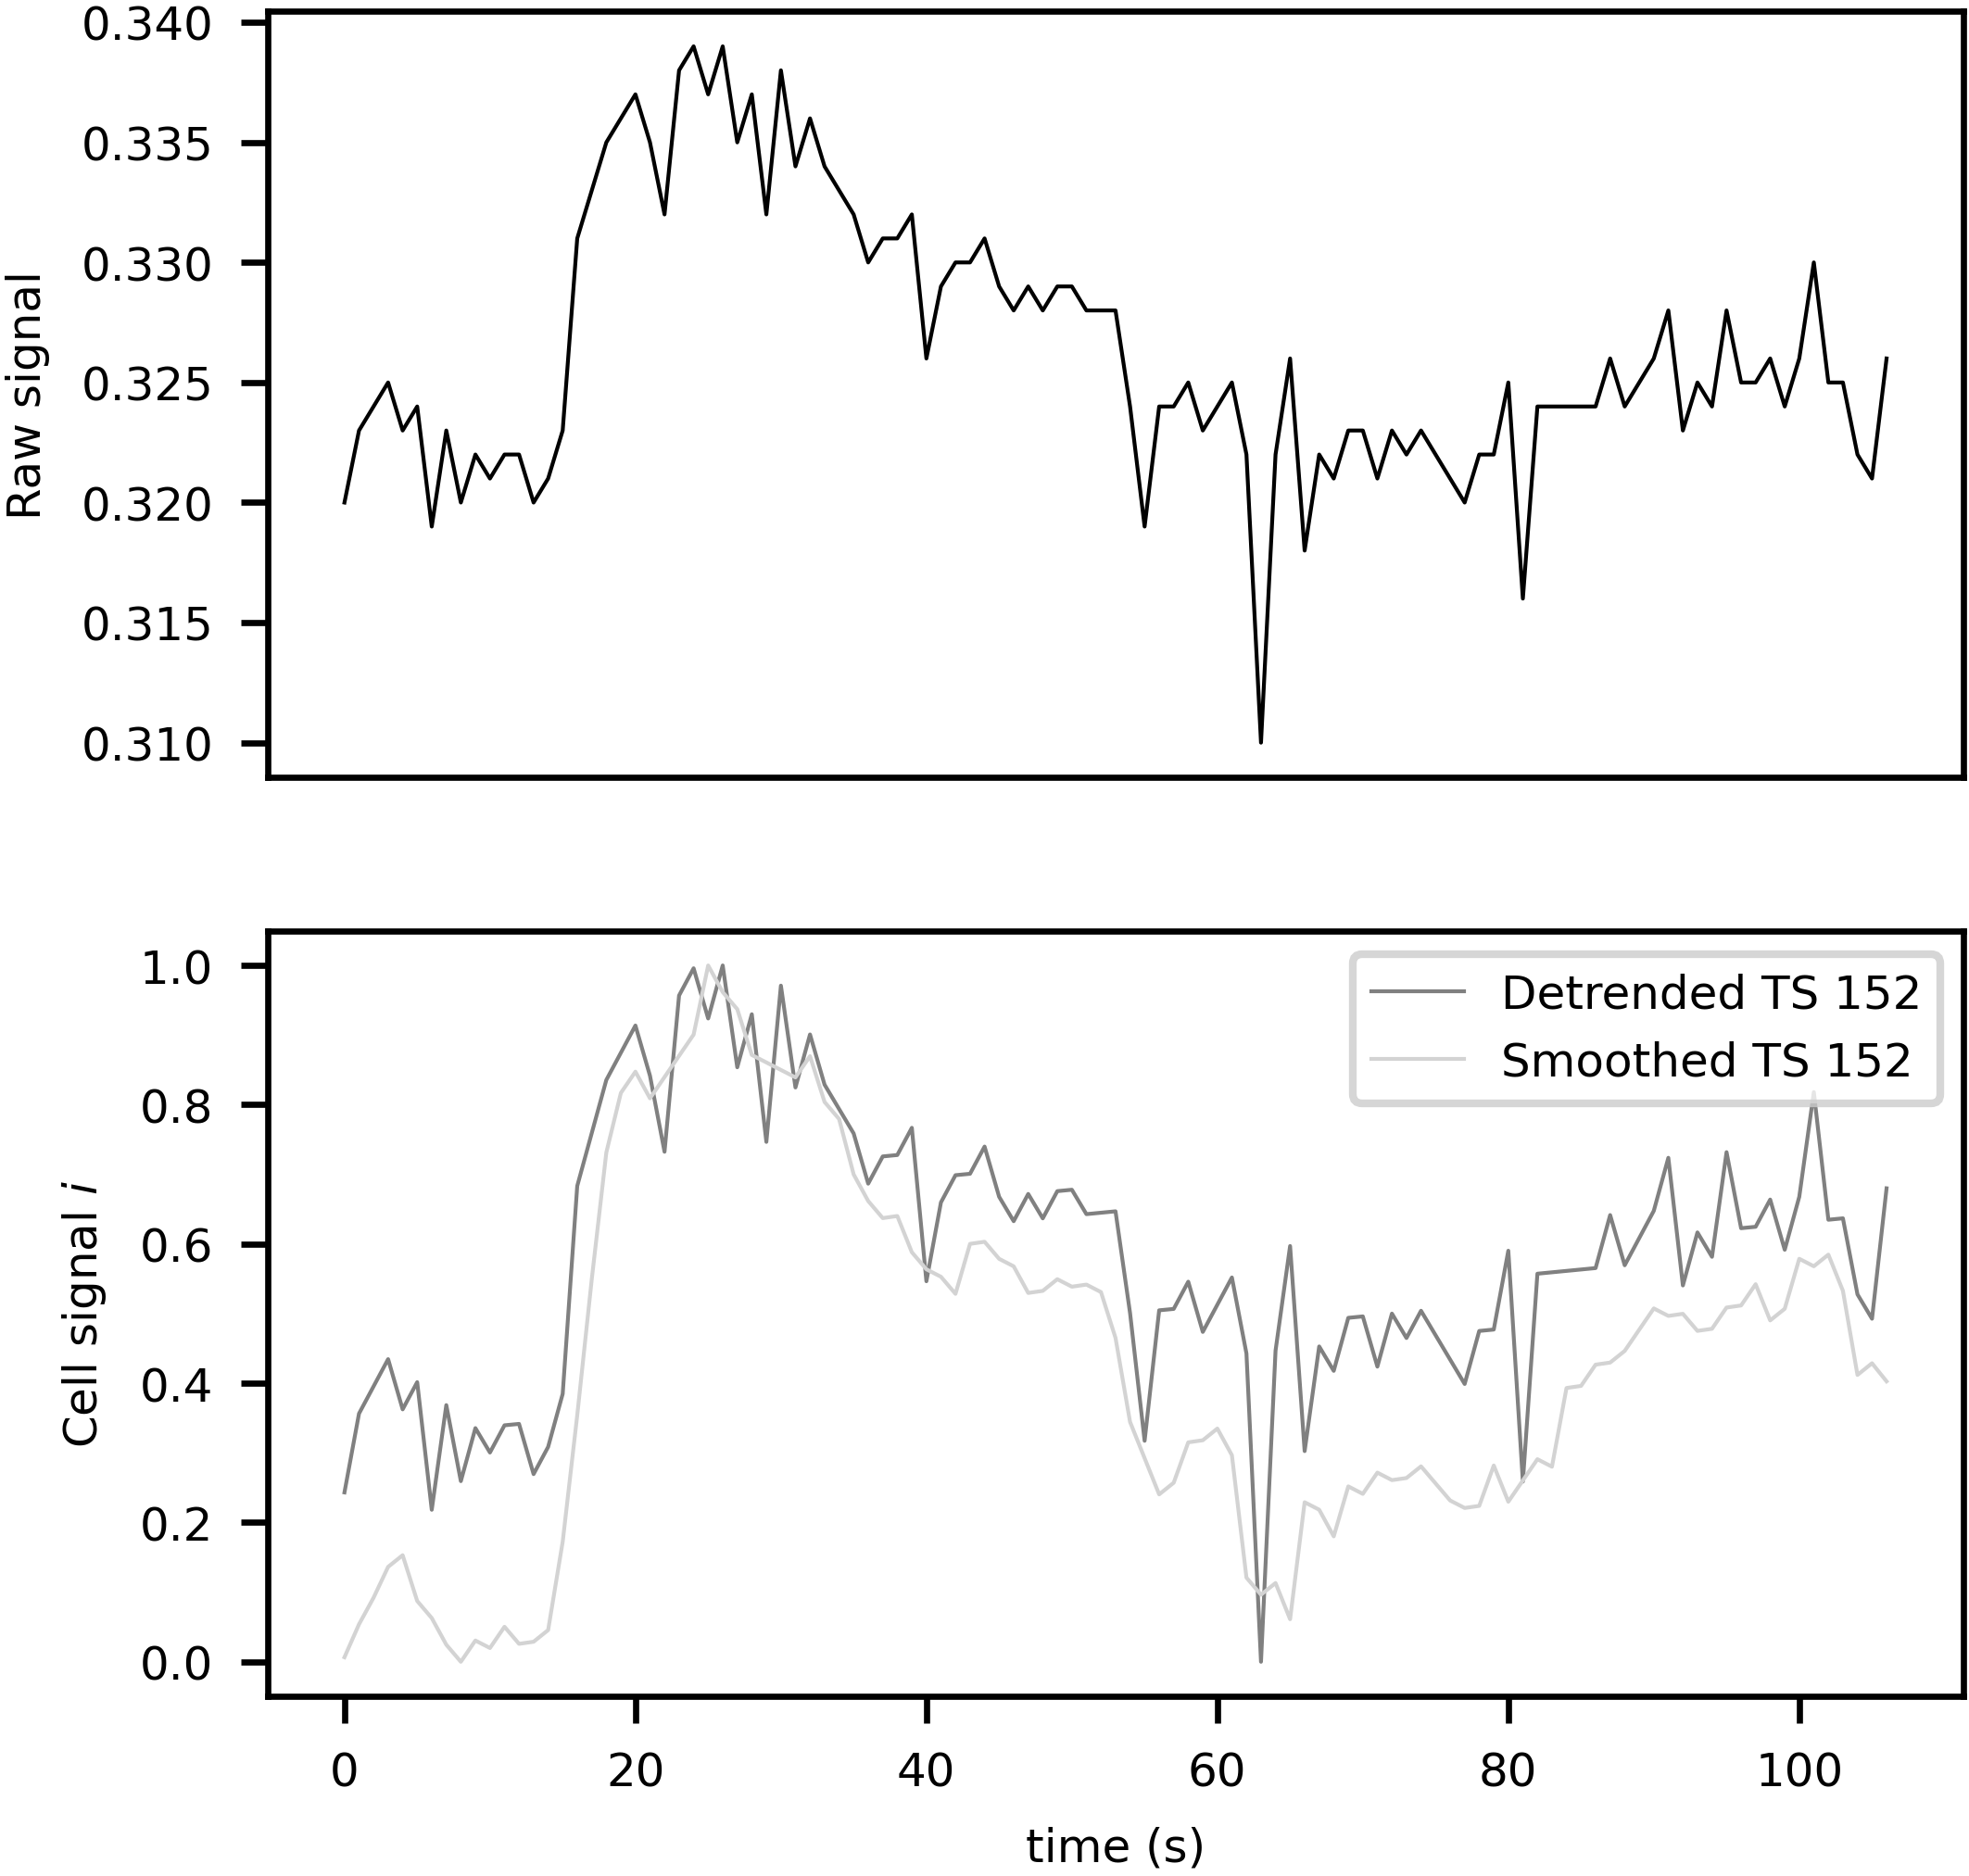 Raw signal
0.340
0.335
0.330
0.325
0.320
0.315
0.310
Cell signal i
1.0
0.8
0.6
0.4
0.2
0.0
Detrended TS 152
Smoothed TS 152
0 20 40 60 80 100
time (s)